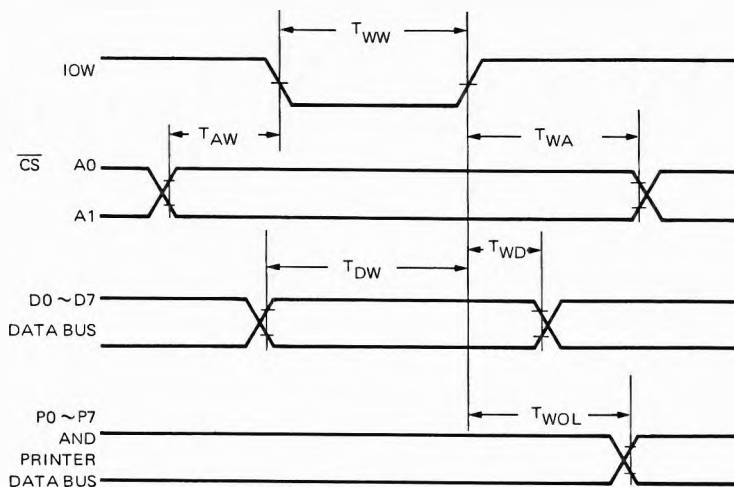 T_WW
IOW
T_AW
T_WA
C̅S̅ A0
A1
T_WD
T_DW
D0 ~ D7
DATA BUS
P0 ~ P7
T_WOL
AND
PRINTER
DATA BUS